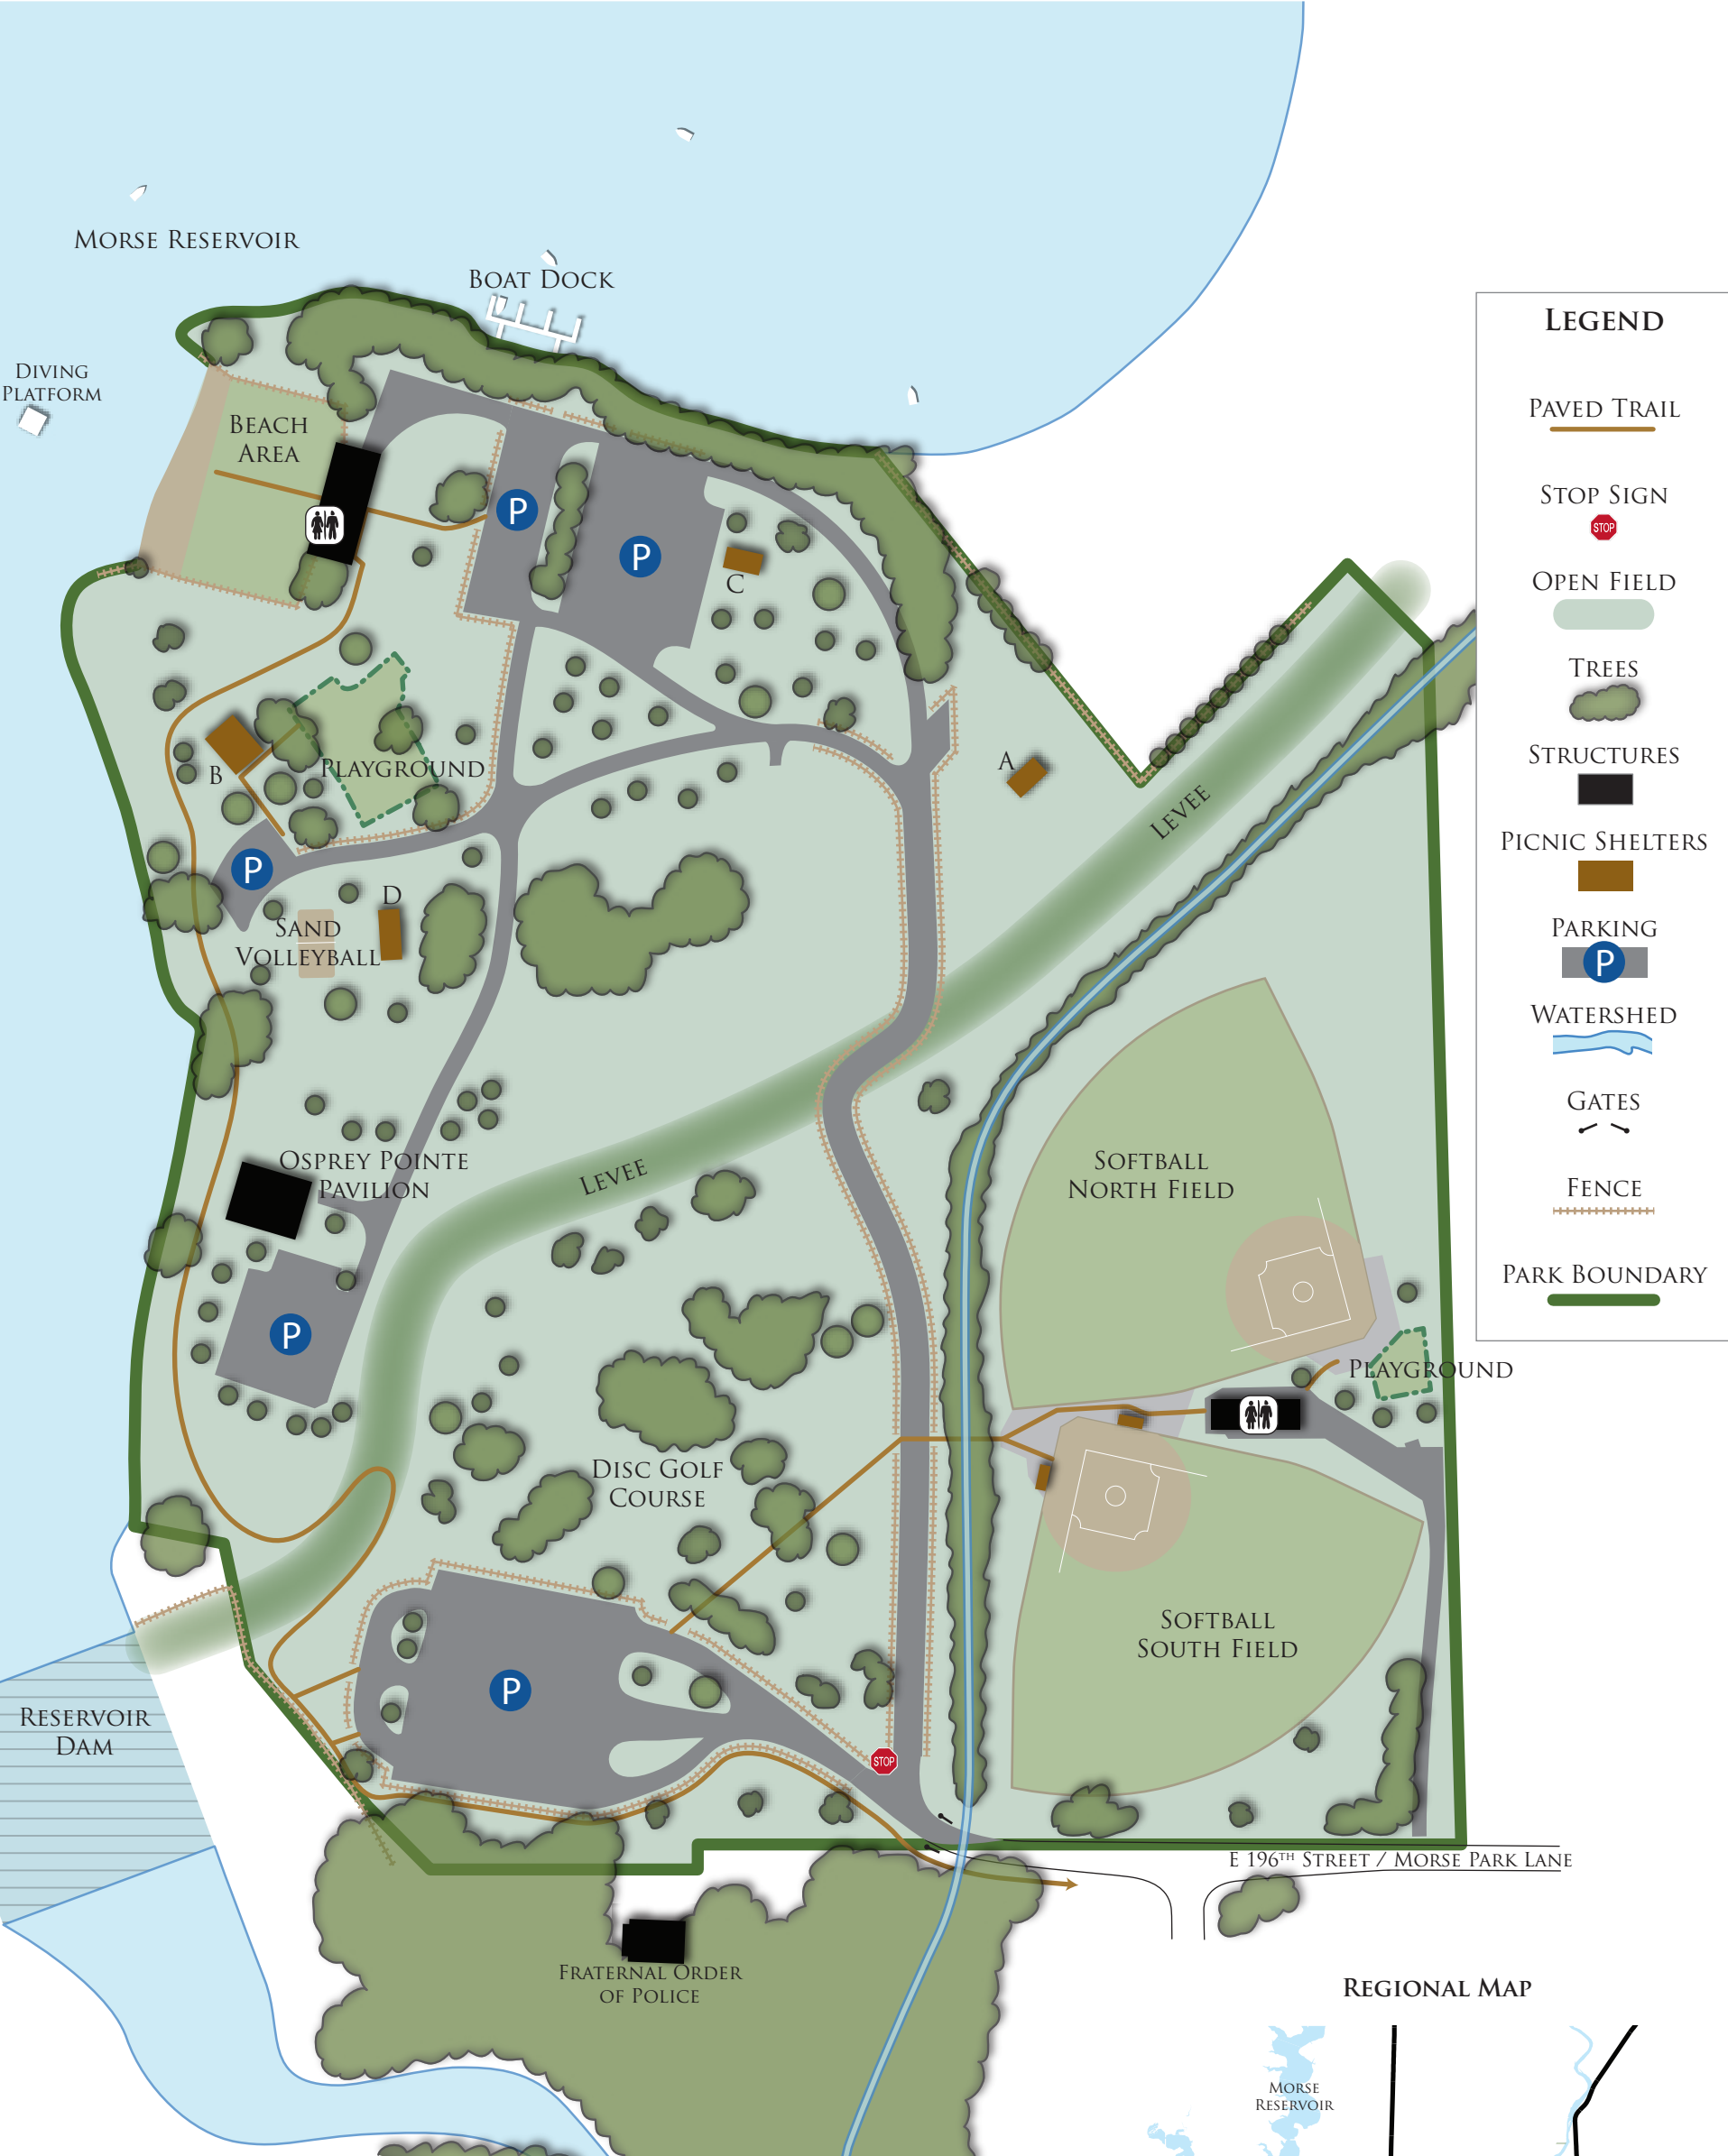 Morse Reservoir
Boat Dock
Diving
Platform
Beach
Area
P
P
C
A
B
Playground
Levee
P
D
Sand
Volleyball
Osprey Pointe
Pavilion
Levee
P
Softball
North Field
Playground
Disc Golf
Course
Softball
South Field
P
STOP
Reservoir
Dam
E 196th Street / Morse Park Lane
Fraternal Order
of Police
Legend
Paved Trail
Stop Sign
STOP
Open Field
Trees
Structures
Picnic Shelters
Parking
P
Watershed
Gates
Fence
Park Boundary
Regional Map
Morse
Reservoir